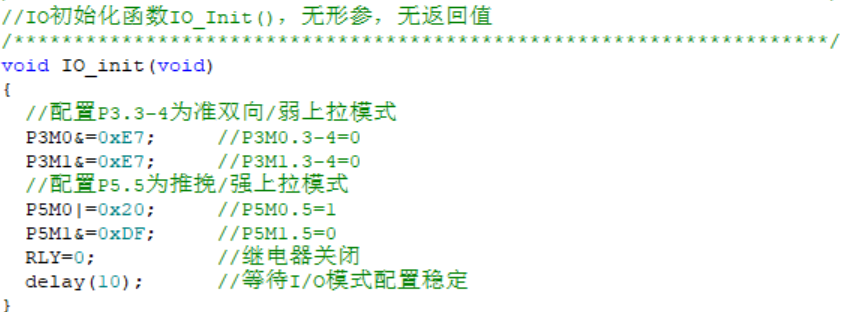 //IO初始化函数IO_Init()，无形参，无返回值
/**********************************************************************/
void IO_init(void)
{
  //配置P3.3-4为准双向/弱上拉模式
  P3M0&=0xE7;     //P3M0.3-4=0
  P3M1&=0xE7;     //P3M1.3-4=0
  //配置P5.5为推挽/强上拉模式
  P5M0|=0x20;     //P5M0.5=1
  P5M1&=0xDF;     //P5M1.5=0
  RLY=0;          //继电器关闭
  delay(10);      //等待I/O模式配置稳定
}